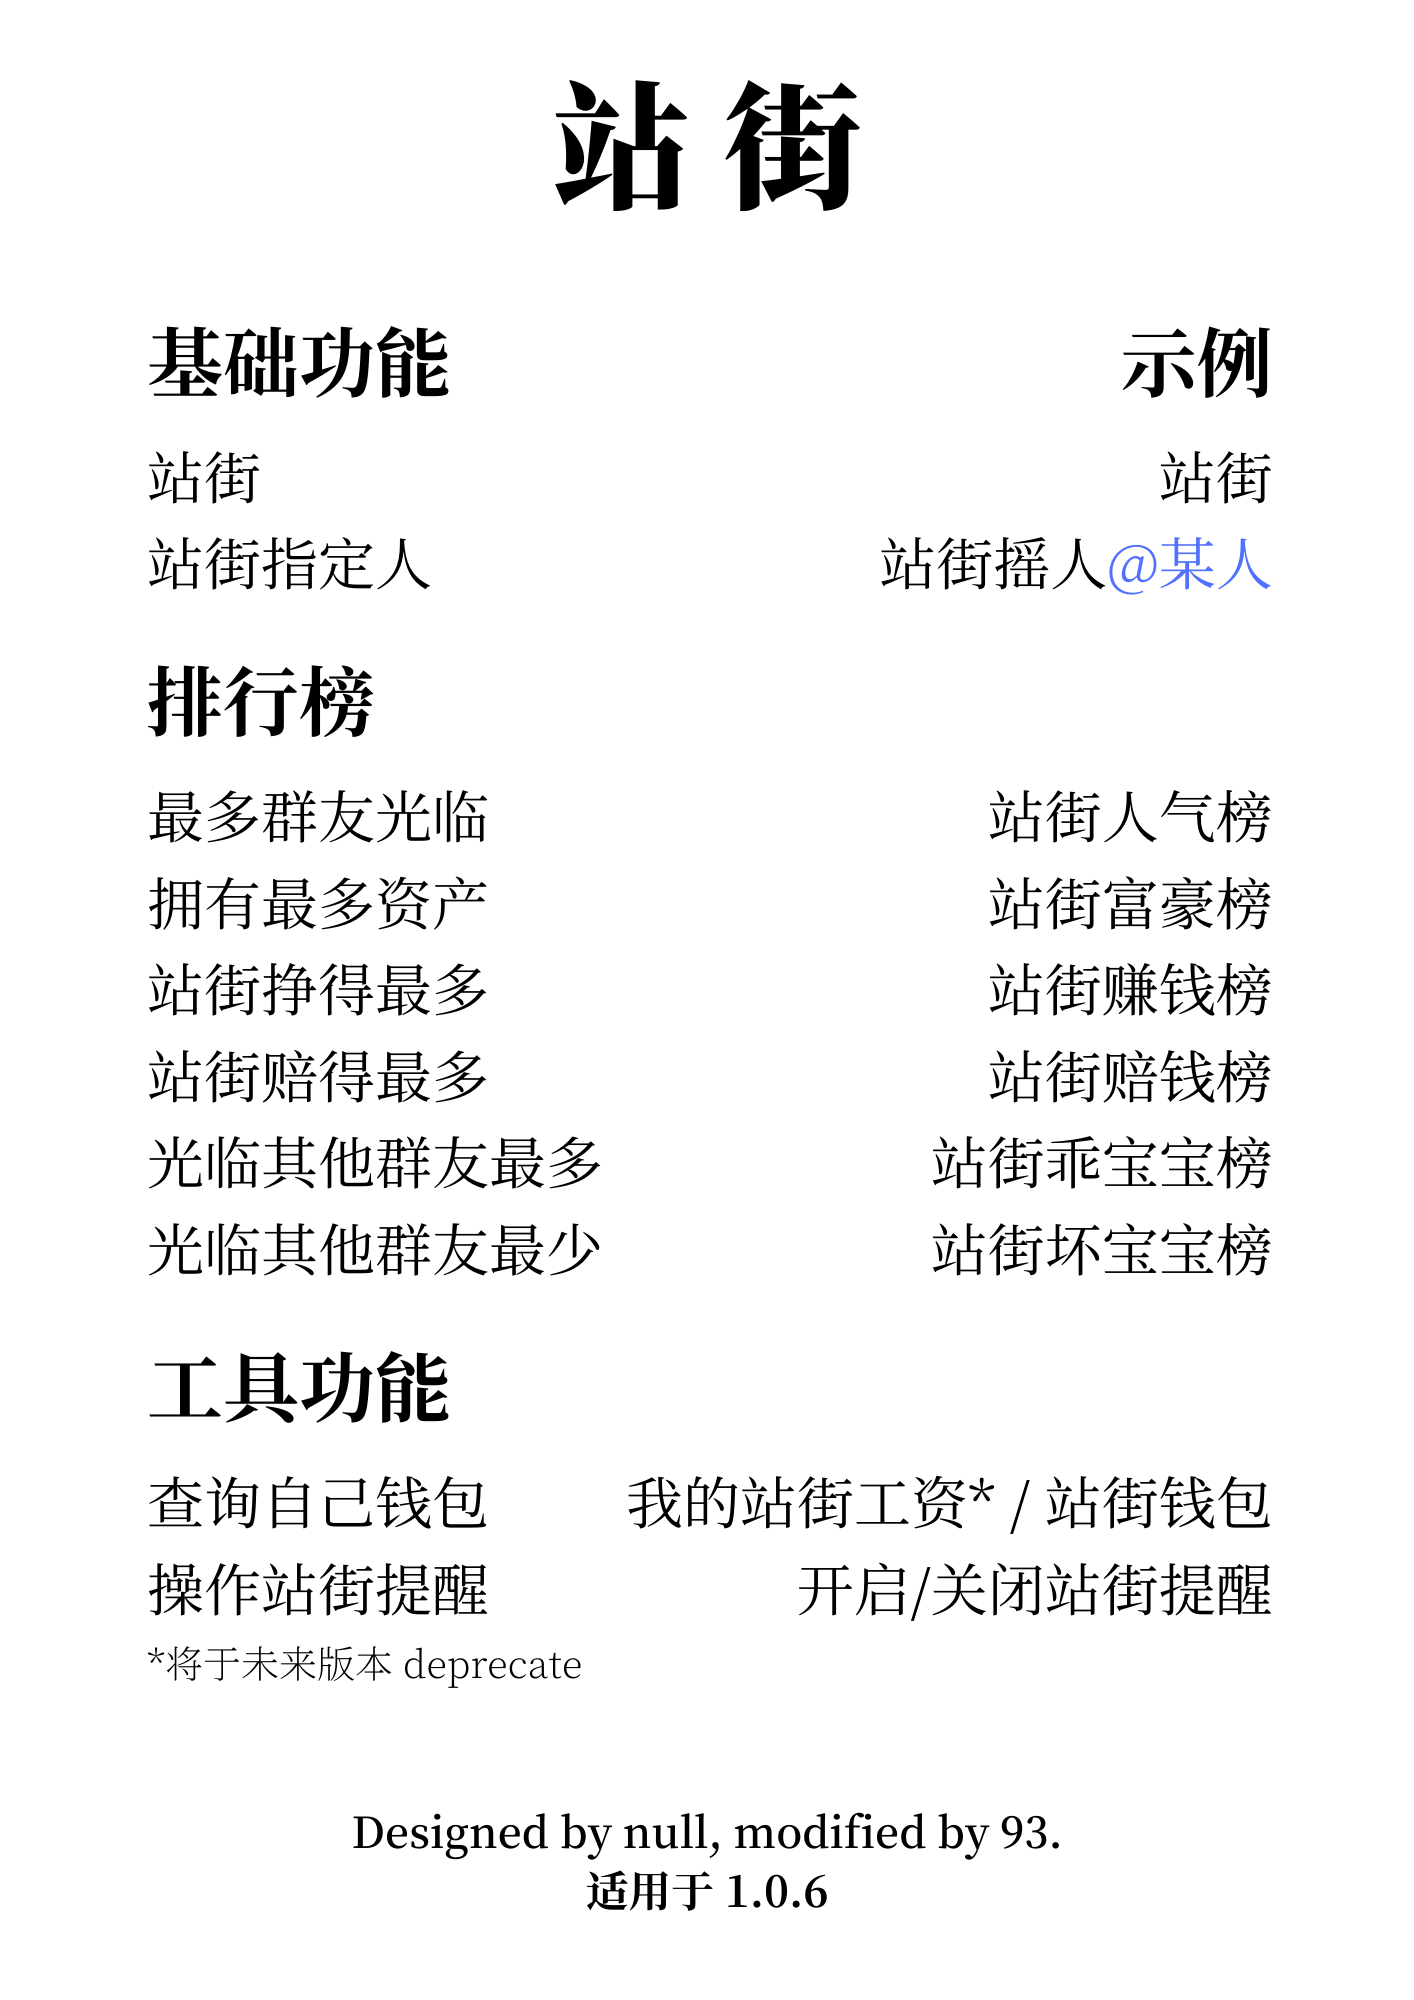 站街
基础功能 示例
站街 站街
站街指定人 站街摇人@某人
排行榜
最多群友光临 站街人气榜
拥有最多资产 站街富豪榜
站街挣得最多 站街赚钱榜
站街赔得最多 站街赔钱榜
光临其他群友最多 站街乖宝宝榜
光临其他群友最少 站街坏宝宝榜
工具功能
查询自己钱包 我的站街工资* / 站街钱包
操作站街提醒 开启/关闭站街提醒
*将于未来版本 deprecate
Designed by null, modified by 93.
适用于 1.0.6